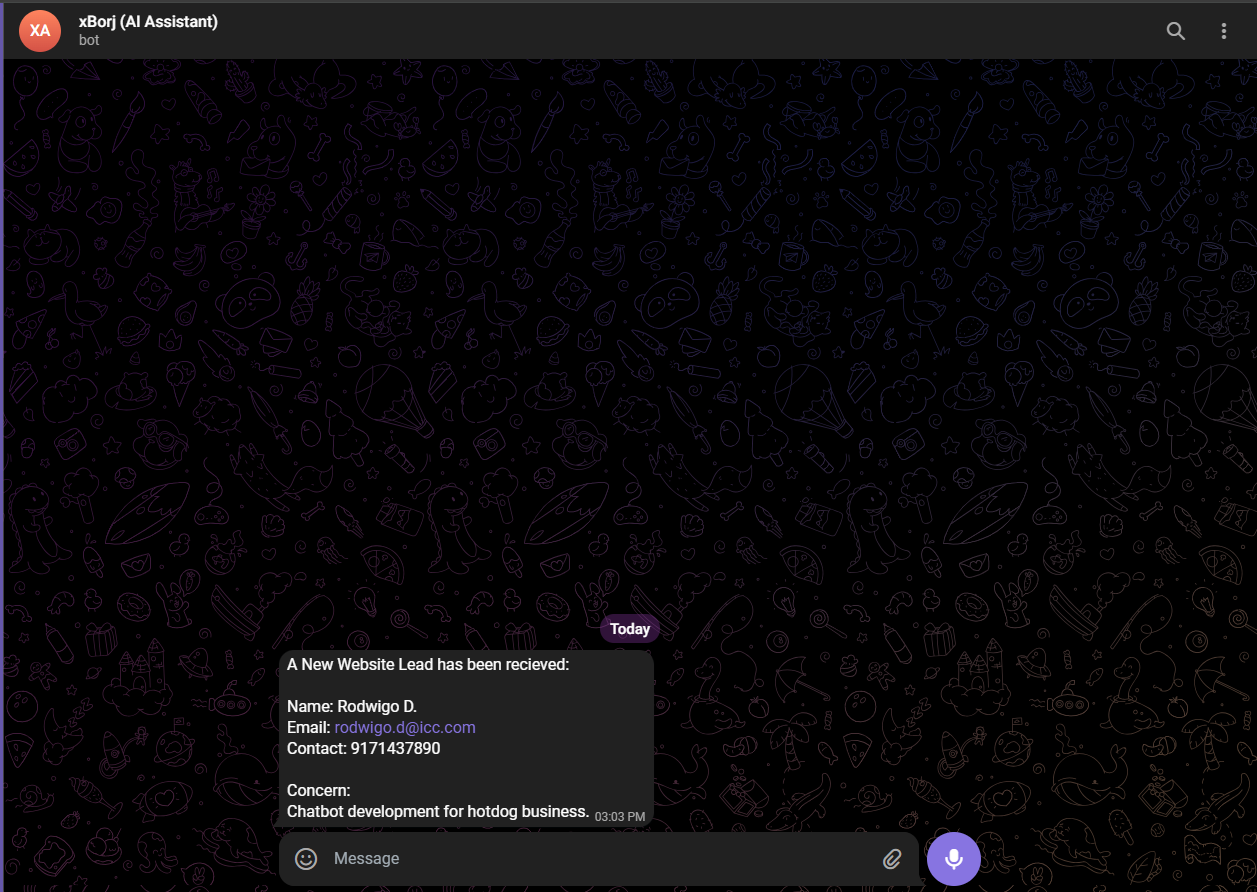 XA
xBorj (AI Assistant)
bot
Today
A New Website Lead has been recieved:
Name: Rodwigo D.
Email: rodwigo.d@icc.com
Contact: 9171437890
Concern:
Chatbot development for hotdog business. 03:03 PM
Message